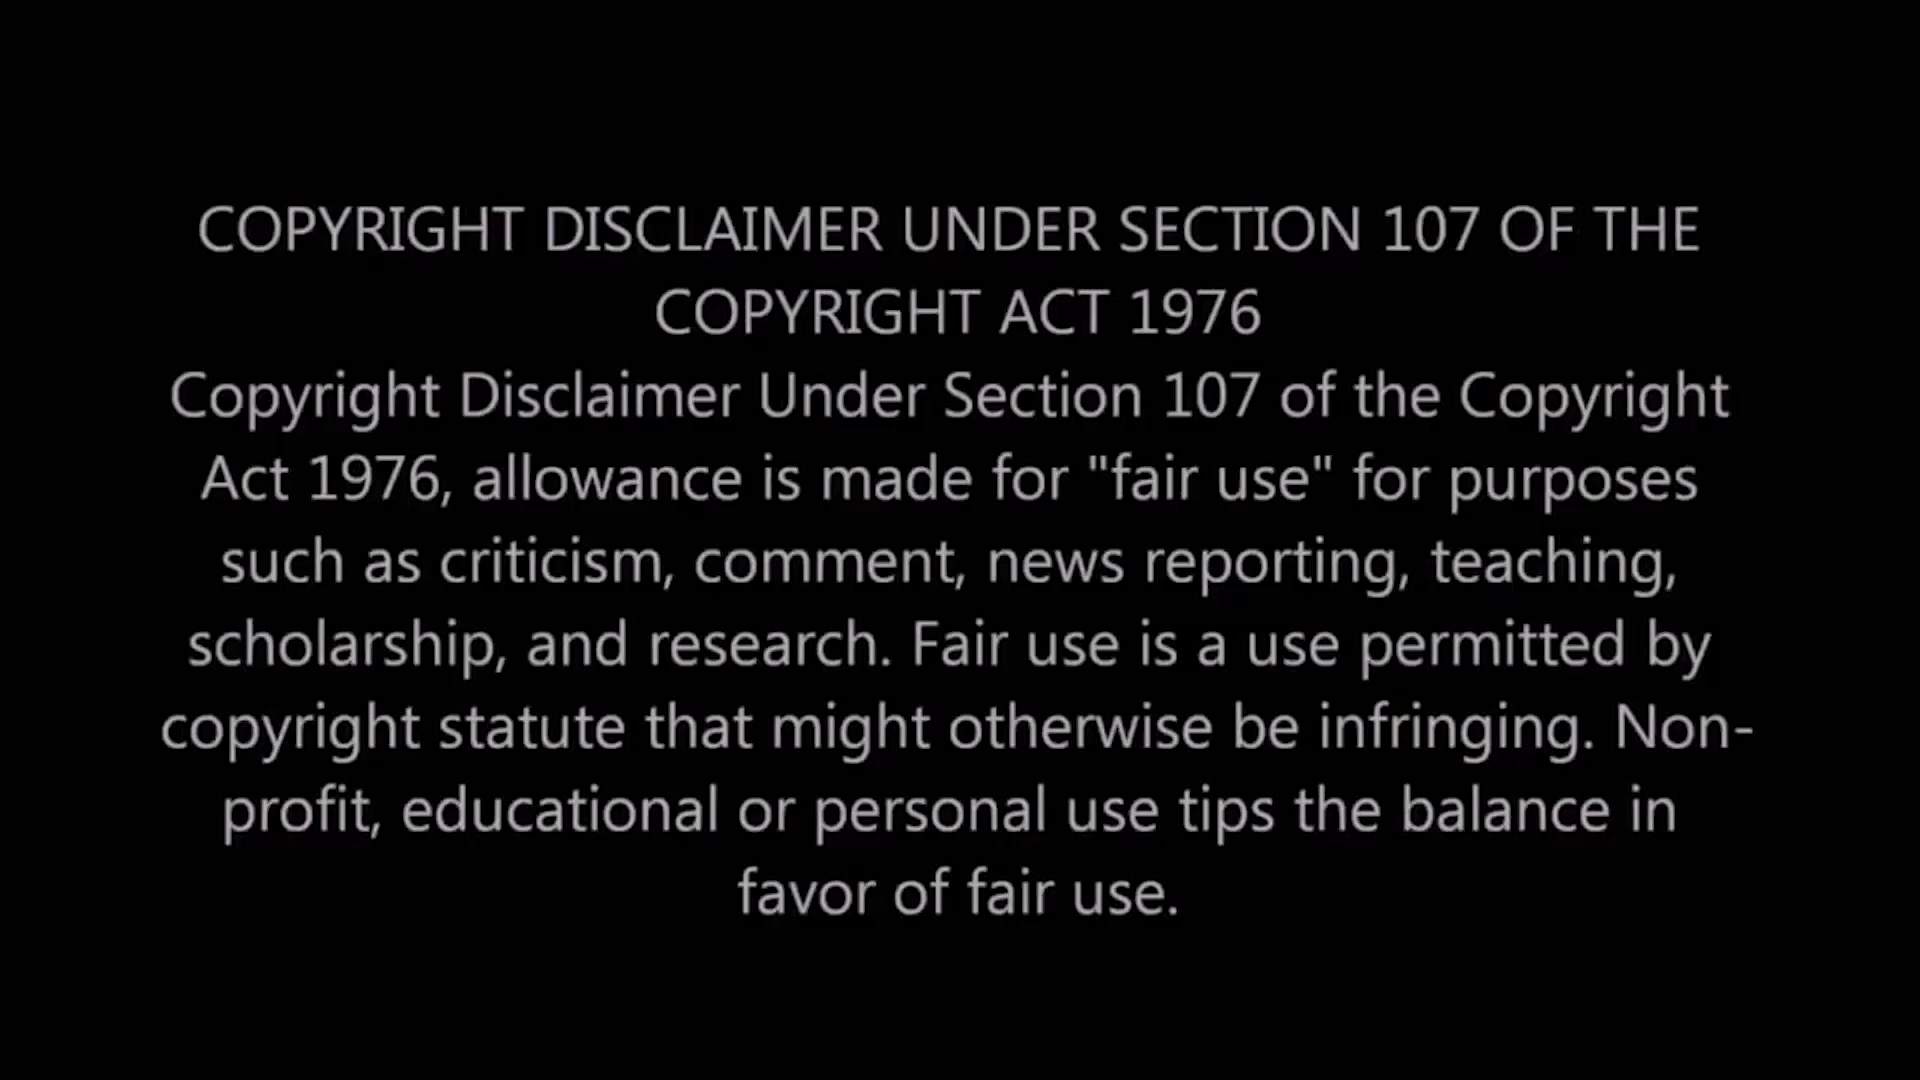 COPYRIGHT DISCLAIMER UNDER SECTION 107 OF THE
COPYRIGHT ACT 1976
Copyright Disclaimer Under Section 107 of the Copyright
Act 1976, allowance is made for "fair use" for purposes
such as criticism, comment, news reporting, teaching,
scholarship, and research. Fair use is a use permitted by
copyright statute that might otherwise be infringing. Non-
profit, educational or personal use tips the balance in
favor of fair use.